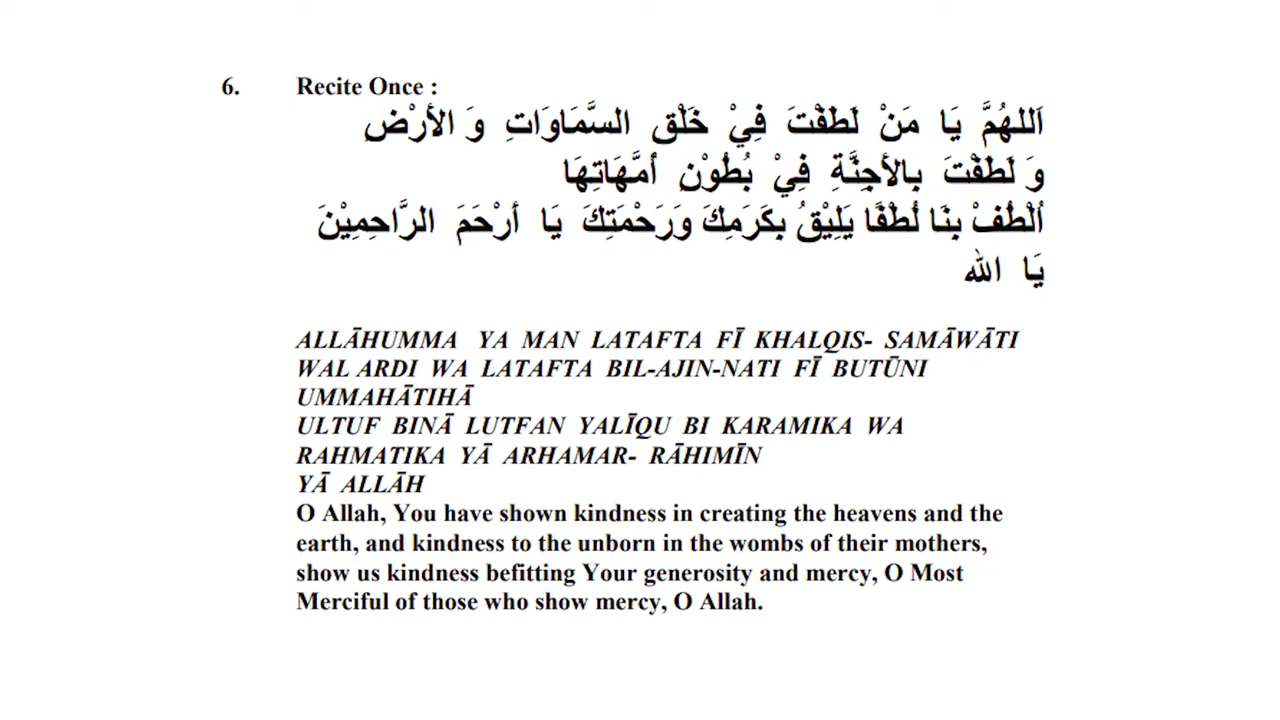 6. Recite Once :
اَللهُمَّ يَا مَنْ لَطَفْتَ فِيْ خَلْقِ السَّمَاوَاتِ وَ الأَرْضِ
وَ لَطَفْتَ بِالأَجِنَّةِ فِيْ بُطُوْنِ أُمَّهَاتِهَا
اُلْطُفْ بِنَا لُطْفًا يَلِيْقُ بِكَرَمِكَ وَرَحْمَتِكَ يَا أَرْحَمَ الرَّاحِمِيْنَ
يَا الله
ALLĀHUMMA YA MAN LATAFTA FĪ KHALQIS- SAMĀWĀTI
WAL ARDI WA LATAFTA BIL-AJIN-NATI FĪ BUTŪNI
UMMAHĀTIHĀ
ULTUF BINĀ LUTFAN YALĪQU BI KARAMIKA WA
RAHMATIKA YĀ ARHAMAR- RĀHIMĪN
YĀ ALLĀH
O Allah, You have shown kindness in creating the heavens and the
earth, and kindness to the unborn in the wombs of their mothers,
show us kindness befitting Your generosity and mercy, O Most
Merciful of those who show mercy, O Allah.